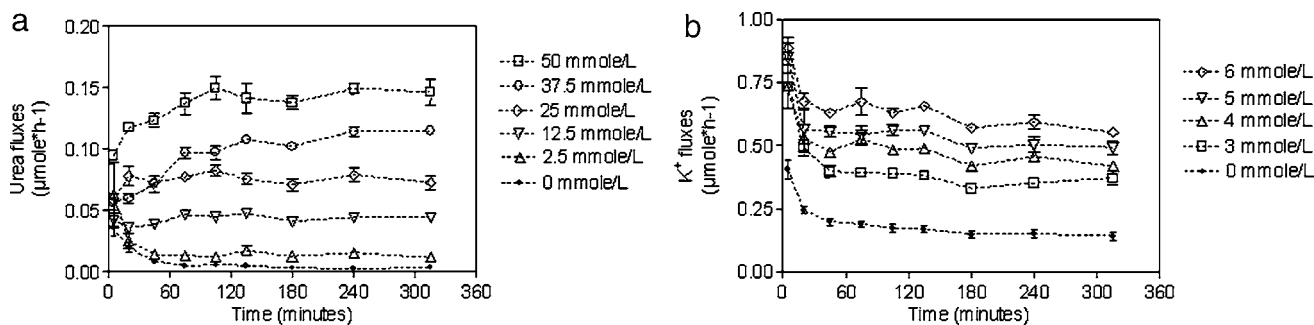 a
Urea fluxes
(µmole*h-1)
0.20
0.15
0.10
0.05
0.00
0 60 120 180 240 300 360
Time (minutes)
50 mmole/L
37.5 mmole/L
25 mmole/L
12.5 mmole/L
2.5 mmole/L
0 mmole/L
b
K+ fluxes
(µmole*h-1)
1.00
0.75
0.50
0.25
0.00
0 60 120 180 240 300 360
Time (minutes)
6 mmole/L
5 mmole/L
4 mmole/L
3 mmole/L
0 mmole/L